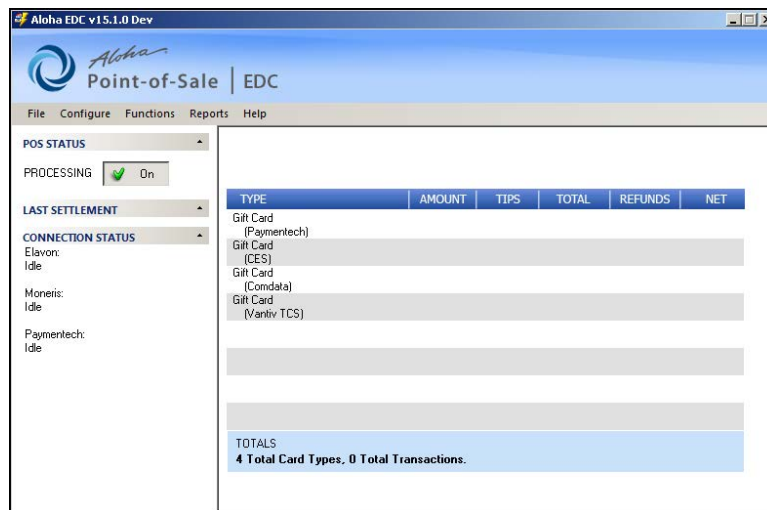 Aloha EDC v15.1.0 Dev
Aloha
Point-of-Sale | EDC
File Configure Functions Reports Help
POS STATUS
PROCESSING On
LAST SETTLEMENT
CONNECTION STATUS
Elavon:
Idle
Moneris:
Idle
Paymentech:
Idle
TYPE AMOUNT TIPS TOTAL REFUNDS NET
Gift Card
(Paymentech)
Gift Card
(CES)
Gift Card
(Comdata)
Gift Card
(Vantiv TCS)
TOTALS
4 Total Card Types, 0 Total Transactions.